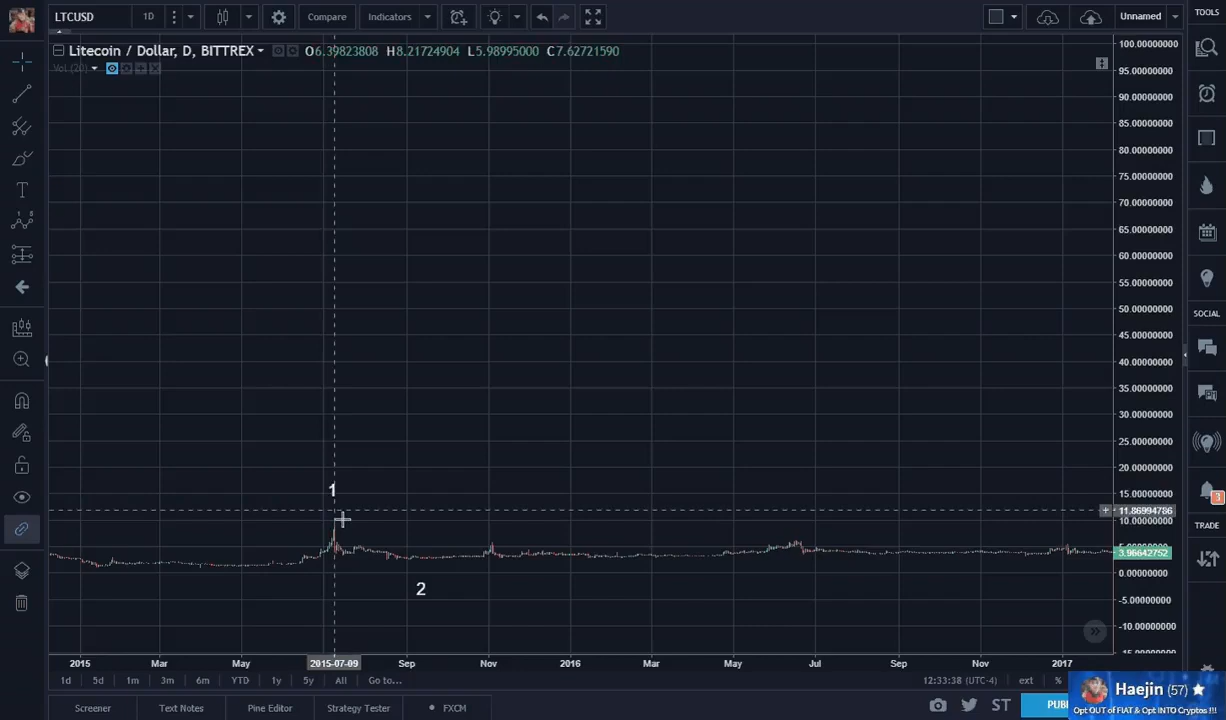 LTCUSD
1D
Compare
Indicators
Unnamed
TOOLS
Litecoin / Dollar, D, BITTREX
O6.39823808 H8.21724904 L5.98995000 C7.62721590
Vol (20)
100.00000000
95.00000000
90.00000000
85.00000000
80.00000000
75.00000000
70.00000000
65.00000000
60.00000000
55.00000000
50.00000000
45.00000000
40.00000000
35.00000000
30.00000000
25.00000000
20.00000000
15.00000000
11.86994786
10.00000000
3.96642752
0.00000000
-5.00000000
-10.00000000
1
2
SOCIAL
3
TRADE
2015 Mar May 2015-07-09 Sep Nov 2016 Mar May Jul Sep Nov 2017
1d 5d 1m 3m 6m YTD 1y 5y All Go to...
12:33:38 (UTC-4) ext %
Screener
Text Notes
Pine Editor
Strategy Tester
FXCM
ST
Haejin (57)
Opt OUT of FIAT & Opt INTO Cryptos !!!